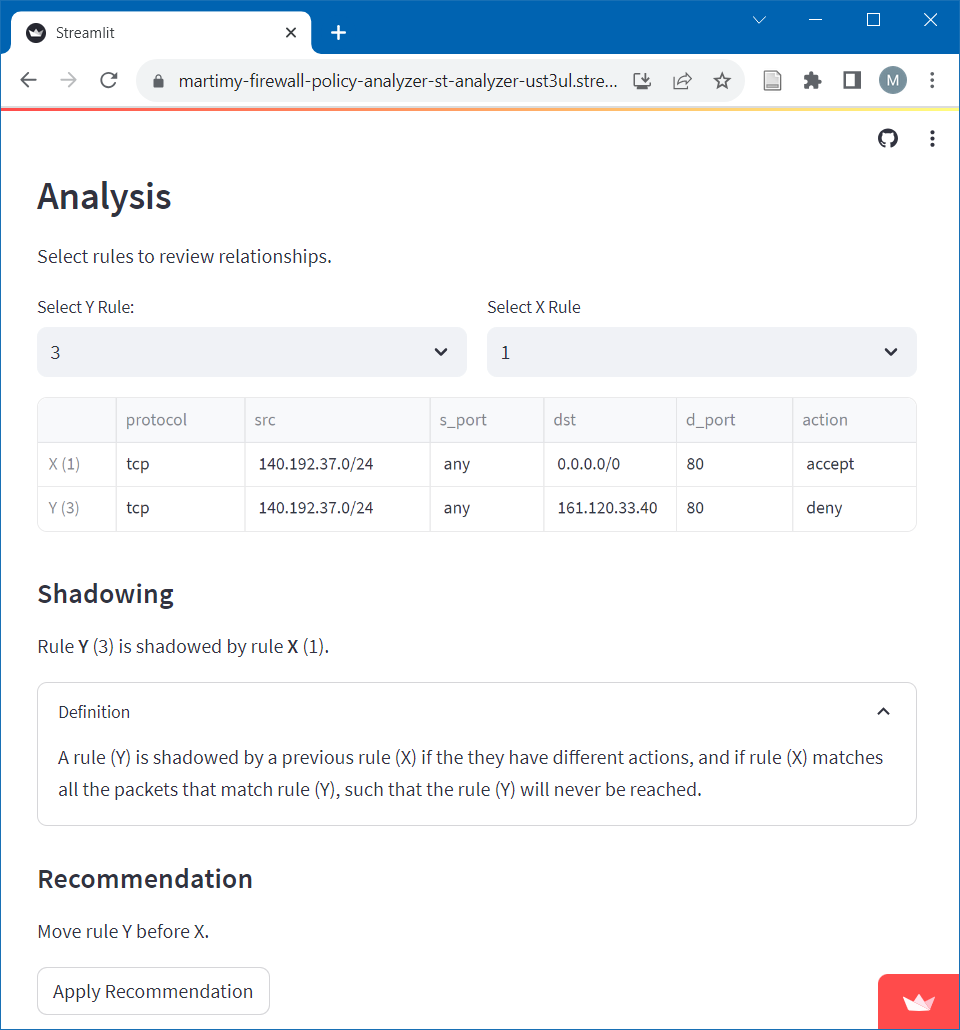 Streamlit
martimy-firewall-policy-analyzer-st-analyzer-ust3ul.stre...
M
Analysis
Select rules to review relationships.
Select Y Rule: Select X Rule
3 1
protocol src s_port dst d_port action
X (1) tcp 140.192.37.0/24 any 0.0.0.0/0 80 accept
Y (3) tcp 140.192.37.0/24 any 161.120.33.40 80 deny
Shadowing
Rule Y (3) is shadowed by rule X (1).
Definition
A rule (Y) is shadowed by a previous rule (X) if the they have different actions, and if rule (X) matches
all the packets that match rule (Y), such that the rule (Y) will never be reached.
Recommendation
Move rule Y before X.
Apply Recommendation